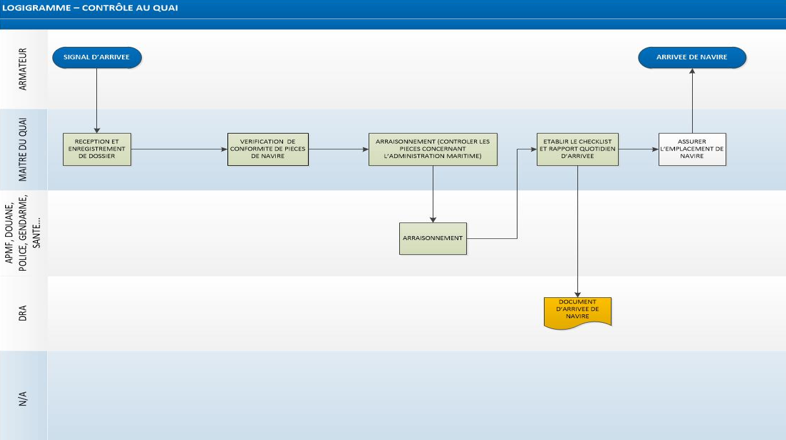 LOGIGRAMME – CONTRÔLE AU QUAI
ARMATEUR
SIGNAL D'ARRIVEE
ARRIVEE DE NAVIRE
MAITRE DU QUAI
RECEPTION ET
ENREGISTREMENT
DE DOSSIER
VERIFICATION DE
CONFORMITE DE PIECES
DE NAVIRE
ARRAISONNEMENT (CONTROLER LES
PIECES CONCERNANT
L'ADMINISTRATION MARITIME)
ETABLIR LE CHECKLIST
ET RAPPORT QUOTIDIEN
D'ARRIVEE
ASSURER
L'EMPLACEMENT DE
NAVIRE
APMF, DOUANE,
POLICE, GENDARME,
SANTE...
ARRAISONNEMENT
DRA
DOCUMENT
D'ARRIVEE DE
NAVIRE
N/A